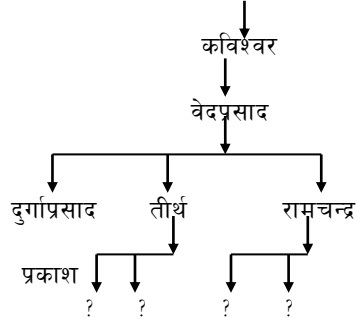 कविश्वर
वेदप्रसाद
दुर्गाप्रसाद तीर्थ रामचन्द्र
प्रकाश
? ? ? ?